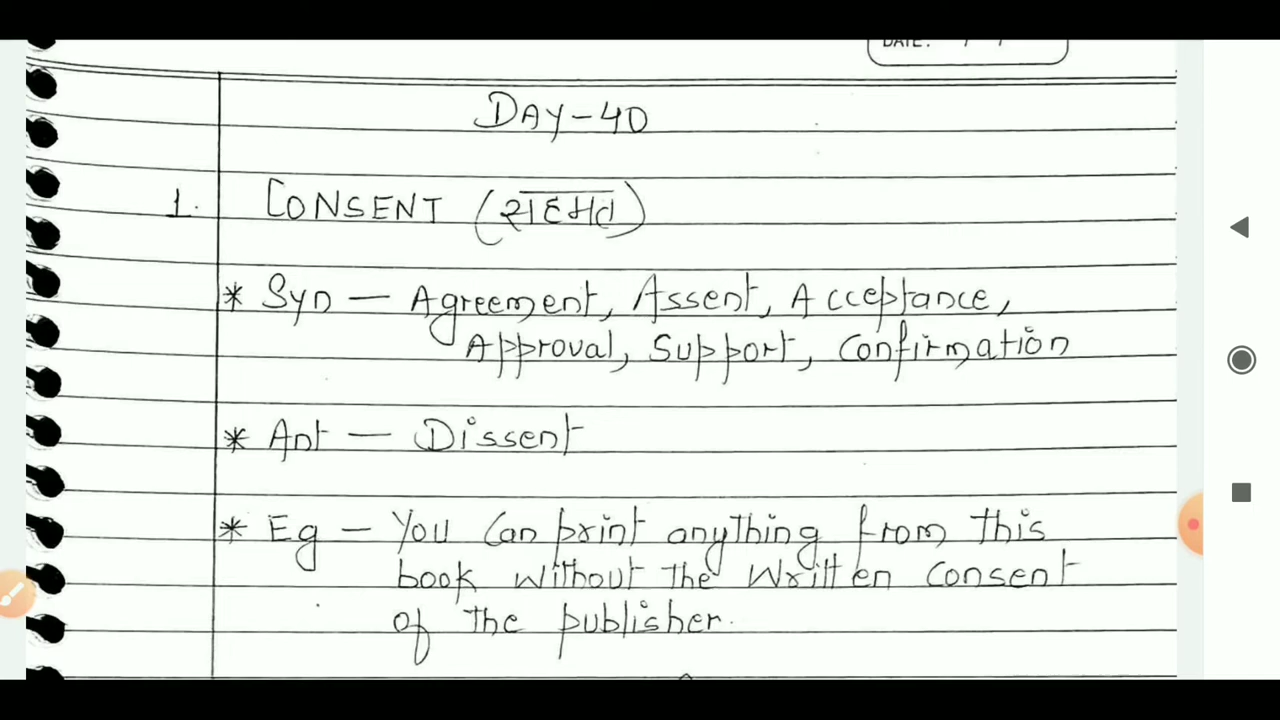 DATE: / /
DAY-40
1. CONSENT (सहमत)
* Syn — Agreement, Assent, Acceptance,
Approval, Support, Confirmation
* Ant — Dissent
* Eg — You Can print anything from this
book without the written consent
of the publisher.